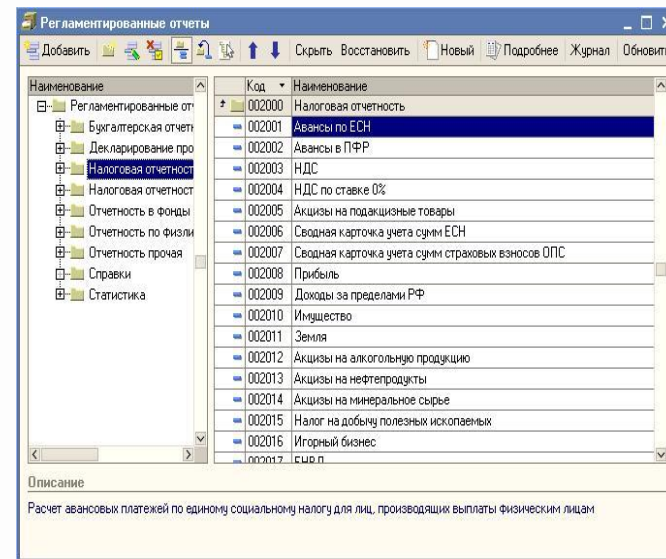 Регламентированные отчеты
Добавить Скрыть Восстановить Новый Подробнее Журнал Обновить
Наименование
Регламентированные от
Бухгалтерская отчетн
Декларирование про
Налоговая отчетност
Налоговая отчетност
Отчетность в фонды
Отчетность по физли
Отчетность прочая
Справки
Статистика
Код Наименование
002000 Налоговая отчетность
002001 Авансы по ЕСН
002002 Авансы в ПФР
002003 НДС
002004 НДС по ставке 0%
002005 Акцизы на подакцизные товары
002006 Сводная карточка учета сумм ЕСН
002007 Сводная карточка учета сумм страховых взносов ОПС
002008 Прибыль
002009 Доходы за пределами РФ
002010 Имущество
002011 Земля
002012 Акцизы на алкогольную продукцию
002013 Акцизы на нефтепродукты
002014 Акцизы на минеральное сырье
002015 Налог на добычу полезных ископаемых
002016 Игорный бизнес
002017 ЕНВД
Описание
Расчет авансовых платежей по единому социальному налогу для лиц, производящих выплаты физическим лицам